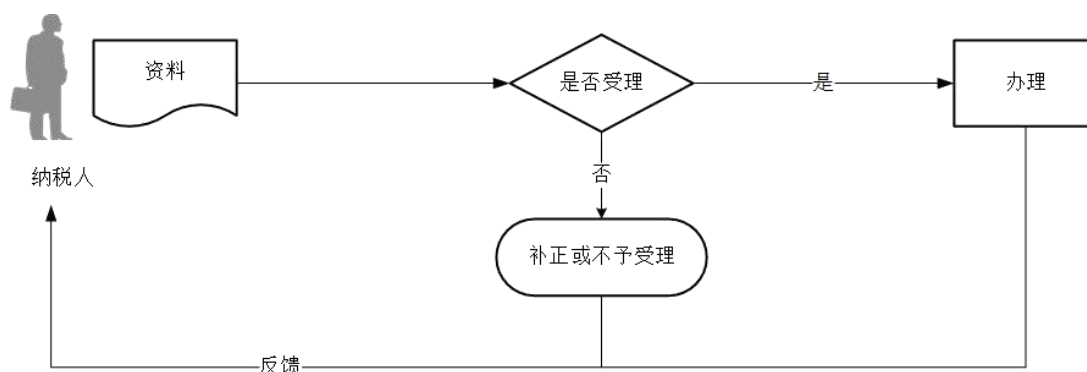 资料
是否受理
是
办理
纳税人
否
补正或不予受理
反馈